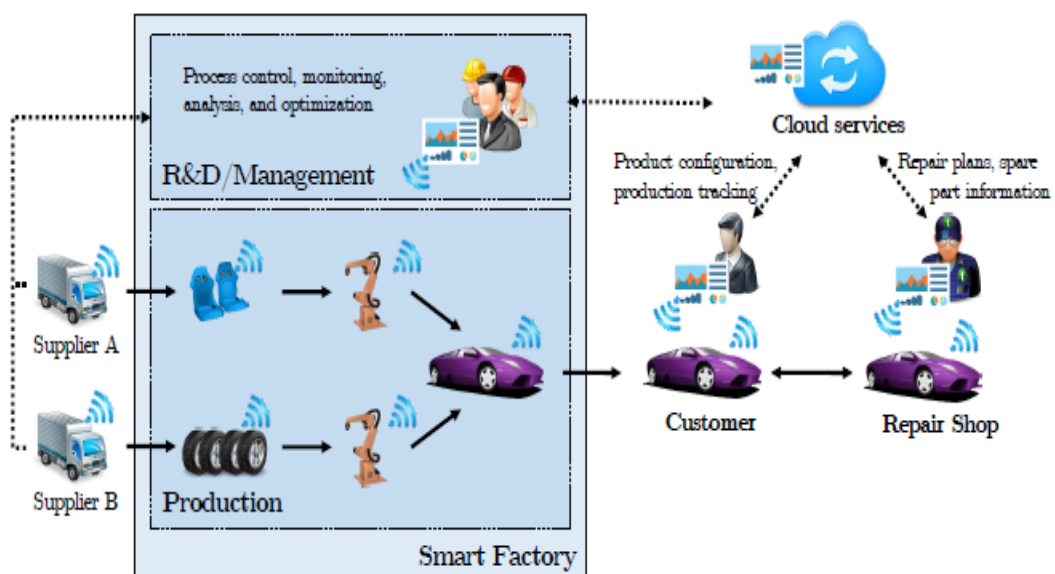 Process control, monitoring,
analysis, and optimization
R&D/Management
Cloud services
Product configuration,
production tracking
Repair plans, spare
part information
Supplier A
Supplier B
Production
Customer
Repair Shop
Smart Factory